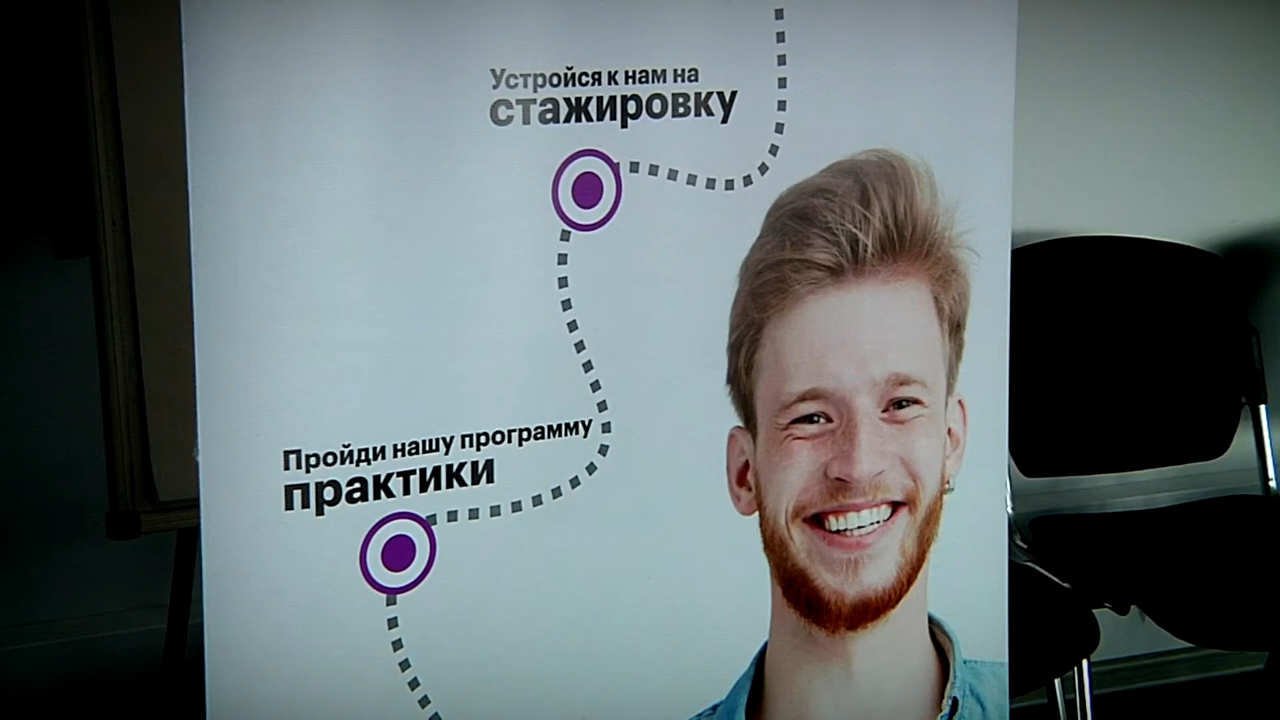 Устройся к нам на
стажировку
Пройди нашу программу
практики